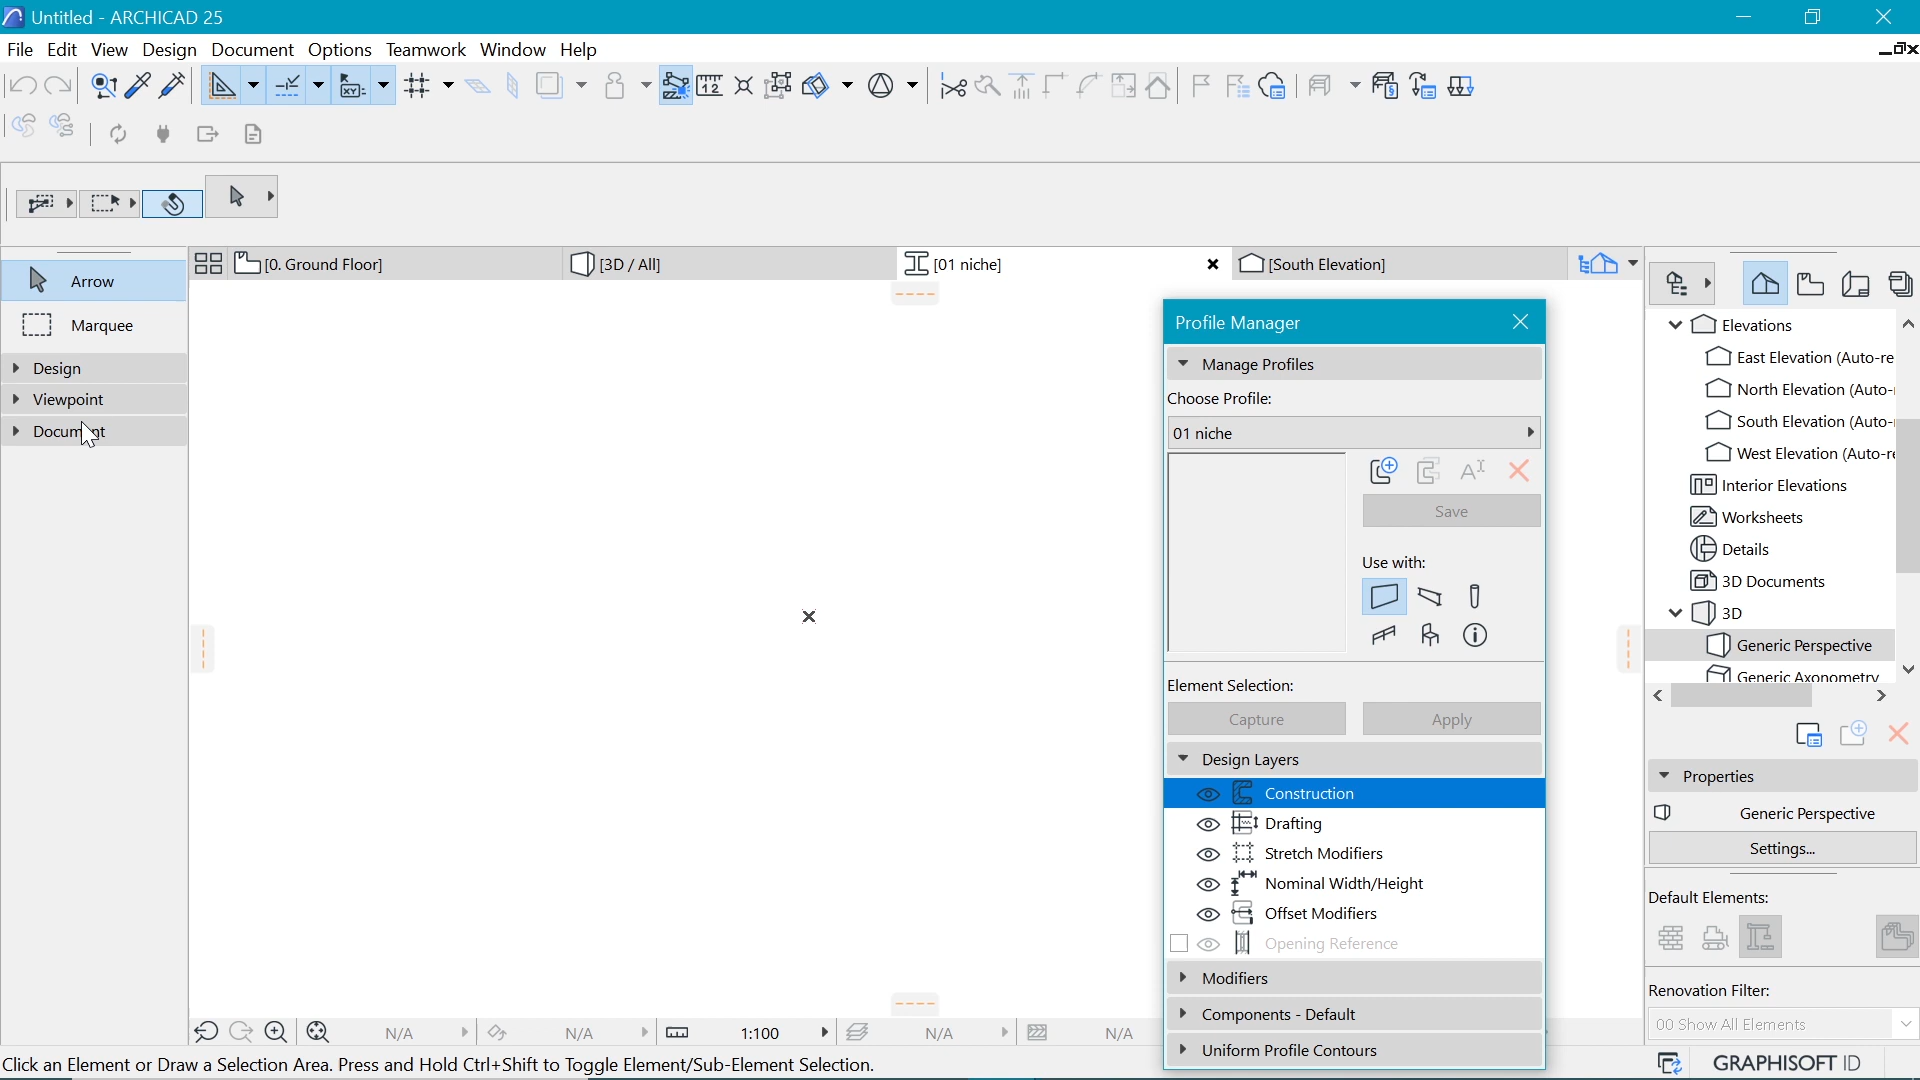 Untitled - ARCHICAD 25
File Edit View Design Document Options Teamwork Window Help
Arrow
Marquee
Design
Viewpoint
Document
[0. Ground Floor]
[3D / All]
[01 niche]
[South Elevation]
Profile Manager
Manage Profiles
Choose Profile:
01 niche
Save
Use with:
Element Selection:
Capture
Apply
Design Layers
Construction
Drafting
Stretch Modifiers
Nominal Width/Height
Offset Modifiers
Opening Reference
Modifiers
Components - Default
Uniform Profile Contours
Elevations
East Elevation (Auto-re
North Elevation (Auto-
South Elevation (Auto-
West Elevation (Auto-re
Interior Elevations
Worksheets
Details
3D Documents
3D
Generic Perspective
Generic Axonometry
Properties
Generic Perspective
Settings...
Default Elements:
Renovation Filter:
00 Show All Elements
N/A N/A 1:100 N/A N/A
Click an Element or Draw a Selection Area. Press and Hold Ctrl+Shift to Toggle Element/Sub-Element Selection.
GRAPHISOFT ID